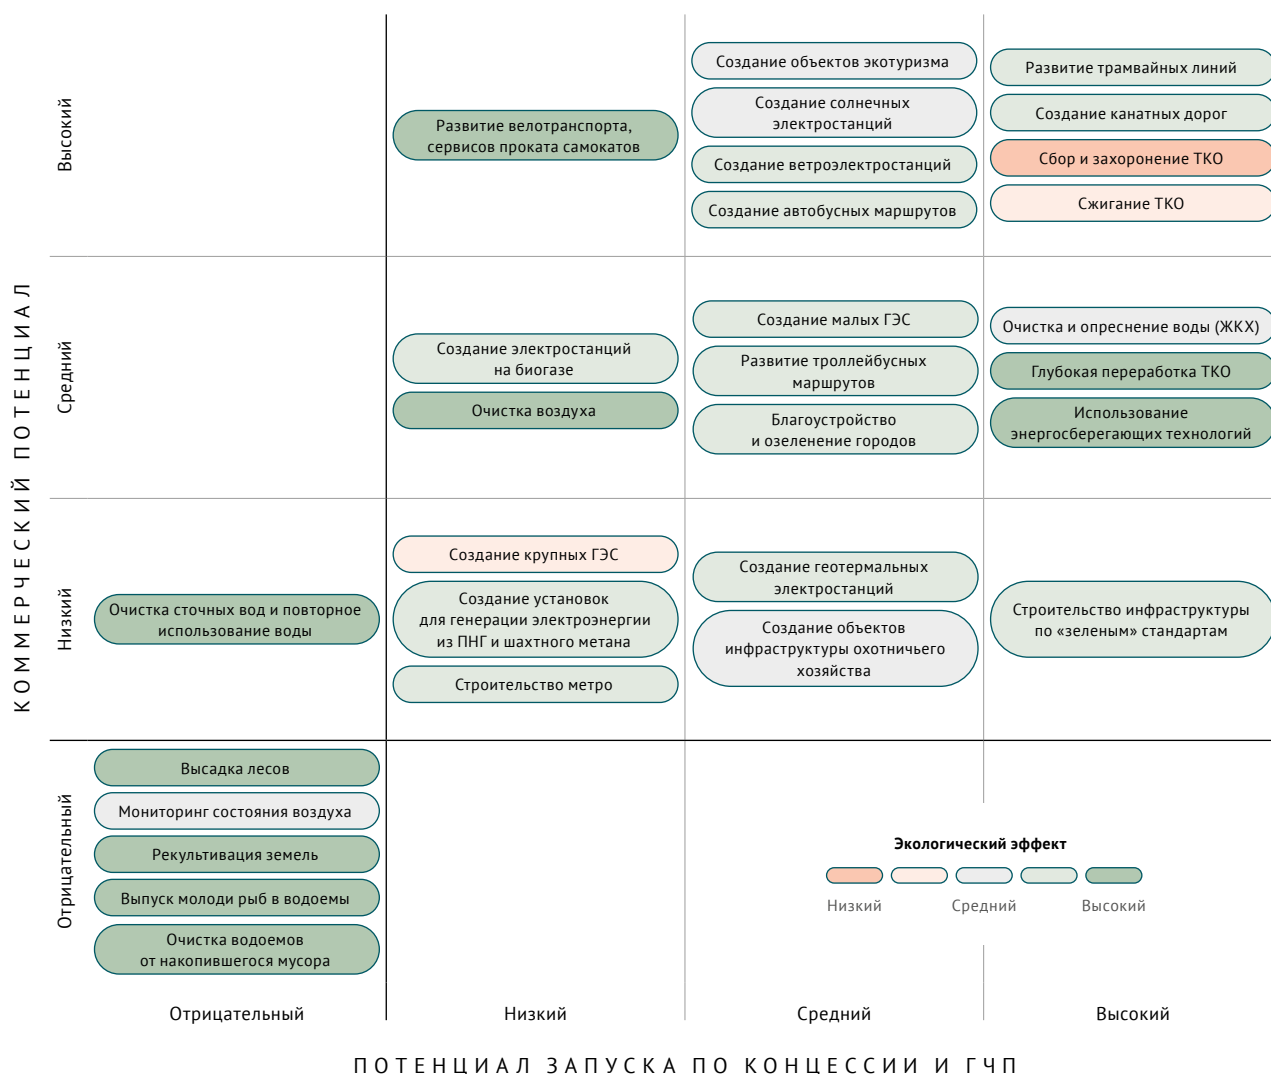 КОММЕРЧЕСКИЙ ПОТЕНЦИАЛ
Высокий
Развитие велотранспорта,
сервисов проката самокатов
Создание объектов экотуризма
Создание солнечных
электростанций
Создание ветроэлектростанций
Создание автобусных маршрутов
Развитие трамвайных линий
Создание канатных дорог
Сбор и захоронение ТКО
Сжигание ТКО
Средний
Создание электростанций
на биогазе
Очистка воздуха
Создание малых ГЭС
Развитие троллейбусных
маршрутов
Благоустройство
и озеленение городов
Очистка и опреснение воды (ЖКХ)
Глубокая переработка ТКО
Использование
энергосберегающих технологий
Низкий
Очистка сточных вод и повторное
использование воды
Создание крупных ГЭС
Создание установок
для генерации электроэнергии
из ПНГ и шахтного метана
Строительство метро
Создание геотермальных
электростанций
Создание объектов
инфраструктуры охотничьего
хозяйства
Строительство инфраструктуры
по «зеленым» стандартам
Отрицательный
Высадка лесов
Мониторинг состояния воздуха
Рекультивация земель
Выпуск молоди рыб в водоемы
Очистка водоемов
от накопившегося мусора
Экологический эффект
Низкий Средний Высокий
Отрицательный Низкий Средний Высокий
ПОТЕНЦИАЛ ЗАПУСКА ПО КОНЦЕССИИ И ГЧП